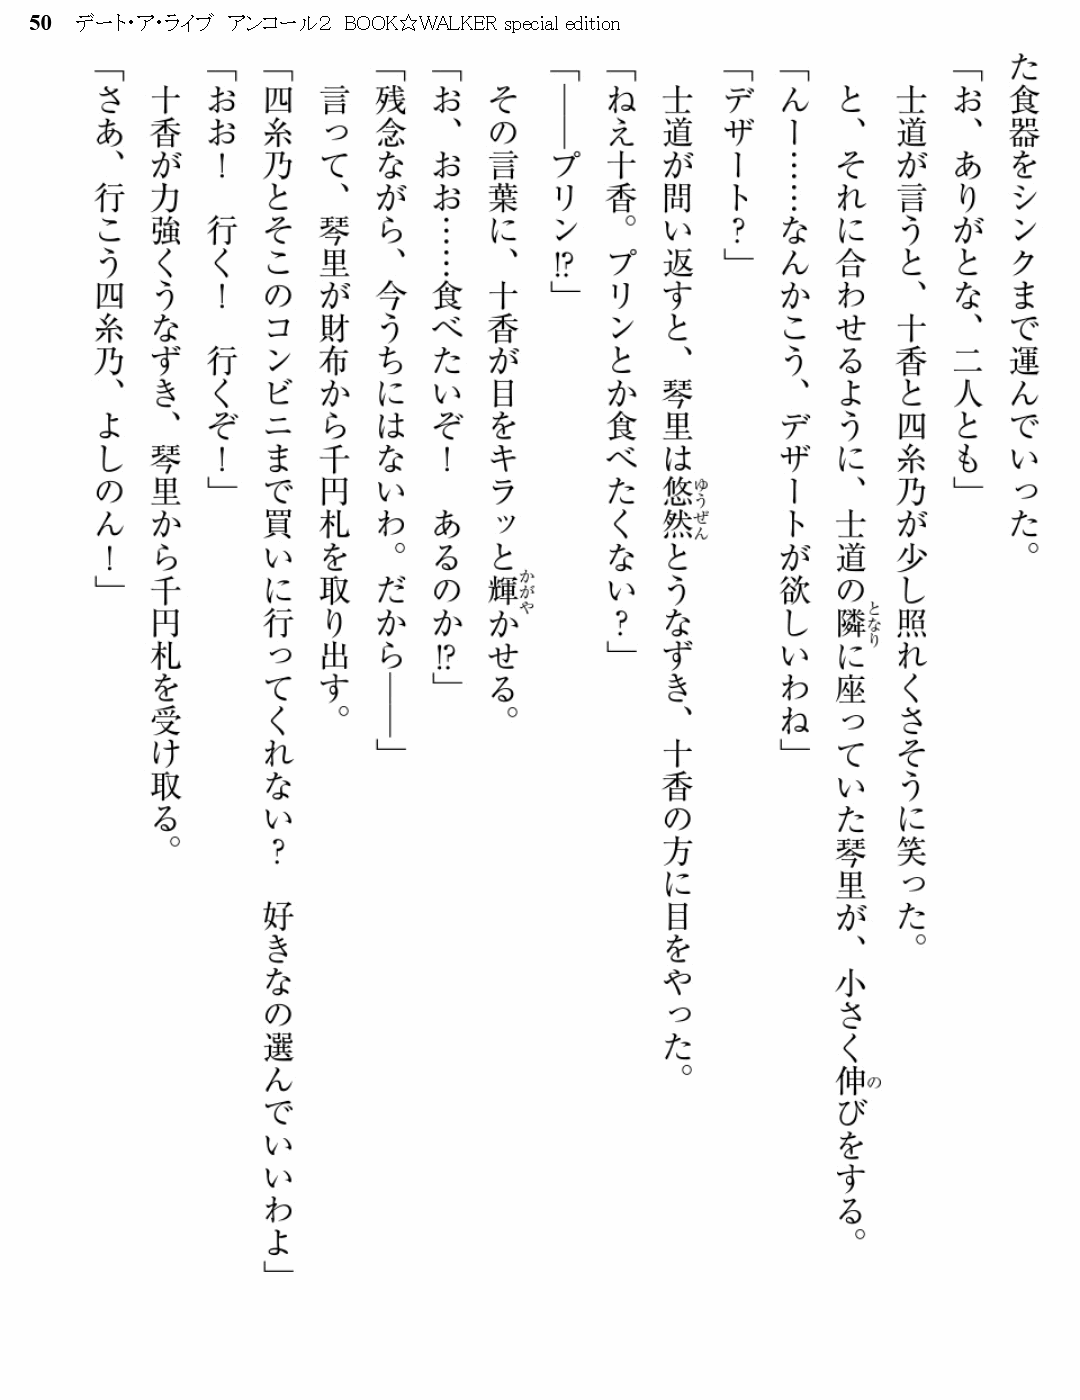 50 デート・ア・ライブ アンコール2 BOOK☆WALKER special edition
た食器をシンクまで運んでいった。
「お、ありがとな、二人とも」
士道が言うと、十香と四糸乃が少し照れくさそうに笑った。
と、それに合わせるように、士道の隣に座っていた琴里が、小さく伸びをする。
となり
の
「んー……なんかこう、デザートが欲しいわね」
「デザート？」
士道が問い返すと、琴里は悠然とうなずき、十香の方に目をやった。
ゆうぜん
「ねえ十香。プリンとか食べたくない？」
「――プリン⁉」
その言葉に、十香が目をキラッと輝かせる。
かがや
「お、おお……食べたいぞ！　あるのか⁉」
「残念ながら、今うちにはないわ。だから――」
言って、琴里が財布から千円札を取り出す。
「四糸乃とそこのコンビニまで買いに行ってくれない？　好きなの選んでいいわよ」
「おお！　行く！　行くぞ！」
十香が力強くうなずき、琴里から千円札を受け取る。
「さあ、行こう四糸乃、よしのん！」